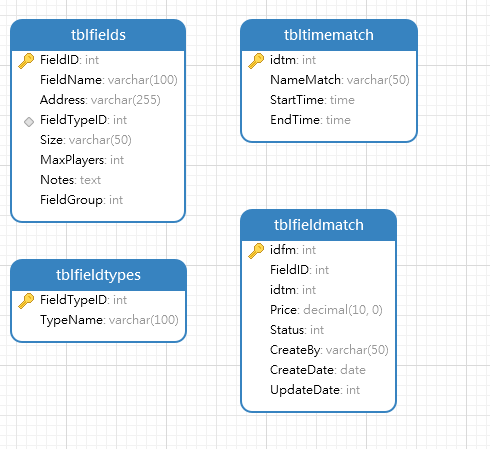 tblfields
FieldID: int
FieldName: varchar(100)
Address: varchar(255)
FieldTypeID: int
Size: varchar(50)
MaxPlayers: int
Notes: text
FieldGroup: int
tbltimematch
idtm: int
NameMatch: varchar(50)
StartTime: time
EndTime: time
tblfieldtypes
FieldTypeID: int
TypeName: varchar(100)
tblfieldmatch
idfm: int
FieldID: int
idtm: int
Price: decimal(10, 0)
Status: int
CreateBy: varchar(50)
CreateDate: date
UpdateDate: int